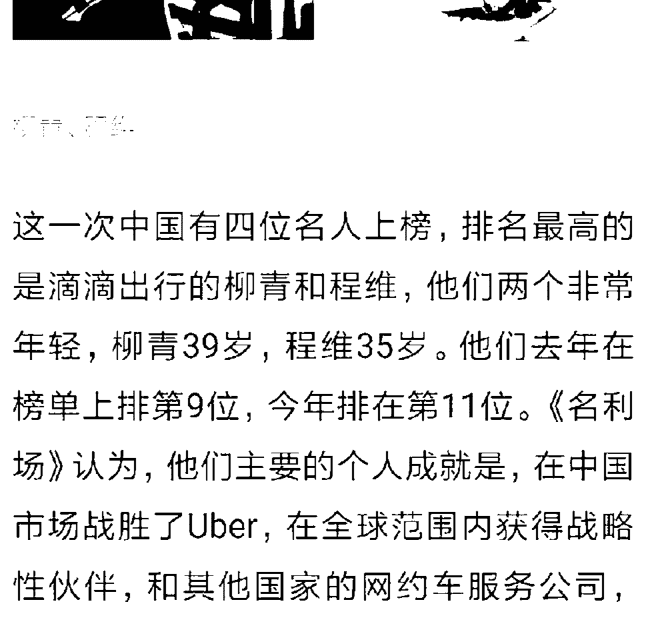 这一次中国有四位名人上榜，排名最高的
是滴滴出行的柳青和程维，他们两个非常
年轻，柳青39岁，程维35岁。他们去年在
榜单上排第9位，今年排在第11位。《名利
场》认为，他们主要的个人成就是，在中国
市场战胜了Uber，在全球范围内获得战略
性伙伴，和其他国家的网约车服务公司，